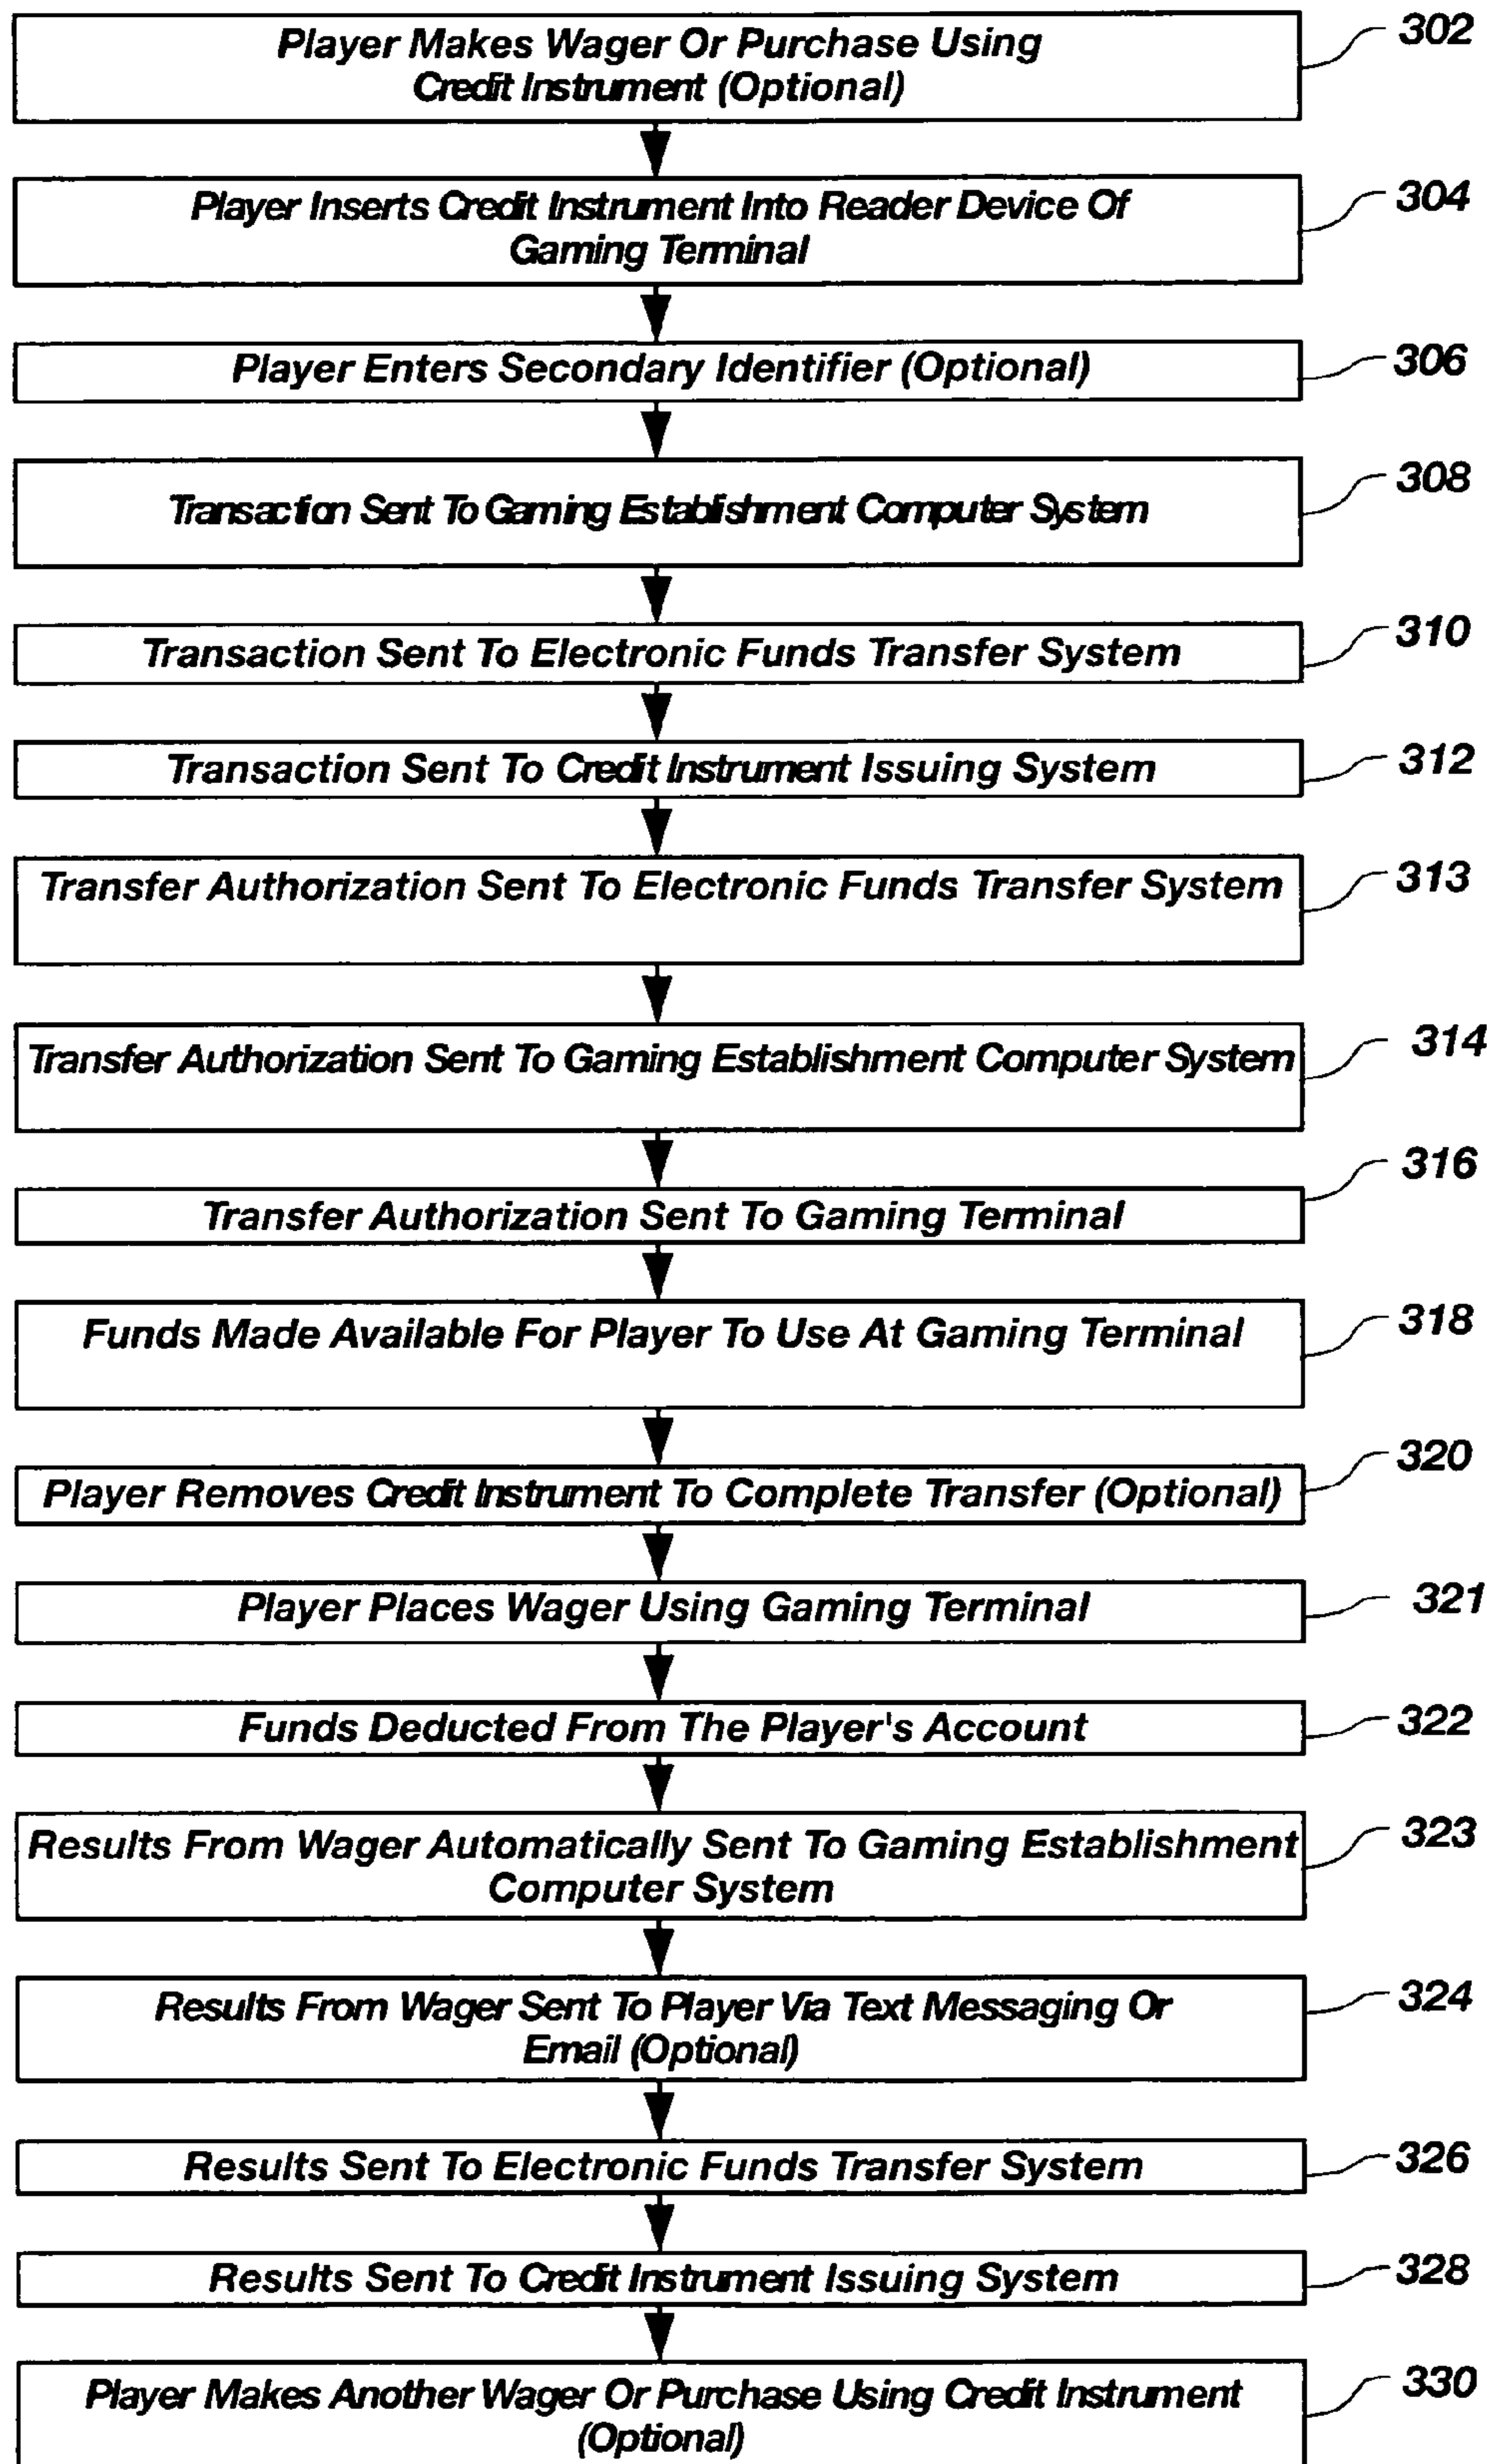 Player Makes Wager Or Purchase Using
Credit Instrument (Optional)
302
Player Inserts Credit Instrument Into Reader Device Of
Gaming Terminal
304
Player Enters Secondary Identifier (Optional)
306
Transaction Sent To Gaming Establishment Computer System
308
Transaction Sent To Electronic Funds Transfer System
310
Transaction Sent To Credit Instrument Issuing System
312
Transfer Authorization Sent To Electronic Funds Transfer System
313
Transfer Authorization Sent To Gaming Establishment Computer System
314
Transfer Authorization Sent To Gaming Terminal
316
Funds Made Available For Player To Use At Gaming Terminal
318
Player Removes Credit Instrument To Complete Transfer (Optional)
320
Player Places Wager Using Gaming Terminal
321
Funds Deducted From The Player's Account
322
Results From Wager Automatically Sent To Gaming Establishment
Computer System
323
Results From Wager Sent To Player Via Text Messaging Or
Email (Optional)
324
Results Sent To Electronic Funds Transfer System
326
Results Sent To Credit Instrument Issuing System
328
Player Makes Another Wager Or Purchase Using Credit Instrument
(Optional)
330